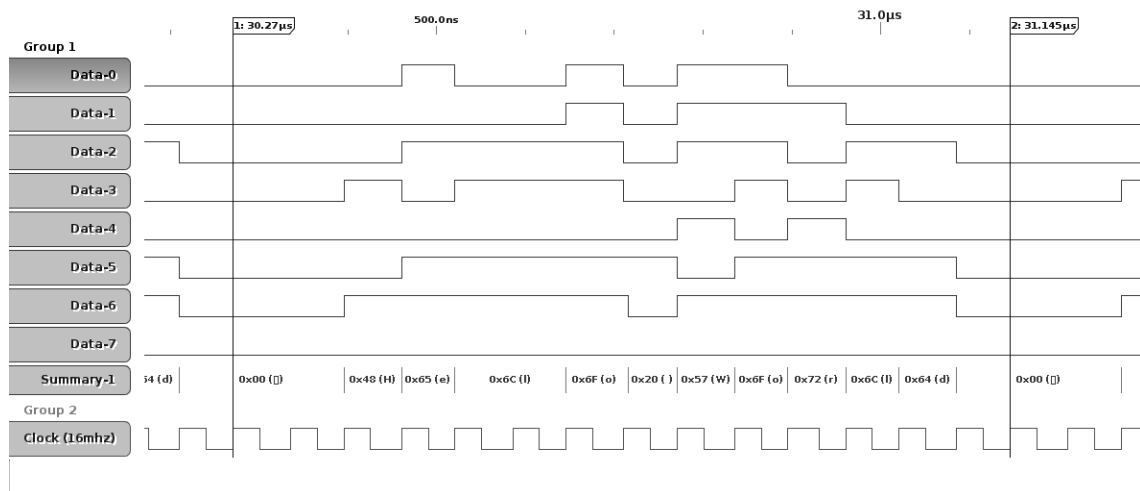 1: 30.27µs 500.0ns 31.0µs 2: 31.145µs
Group 1
Data-0
Data-1
Data-2
Data-3
Data-4
Data-5
Data-6
Data-7
Summary-1 64 (d) 0x00 (▯) 0x48 (H) 0x65 (e) 0x6C (l) 0x6F (o) 0x20 ( ) 0x57 (W) 0x6F (o) 0x72 (r) 0x6C (l) 0x64 (d) 0x00 (▯)
Group 2
Clock (16mhz)